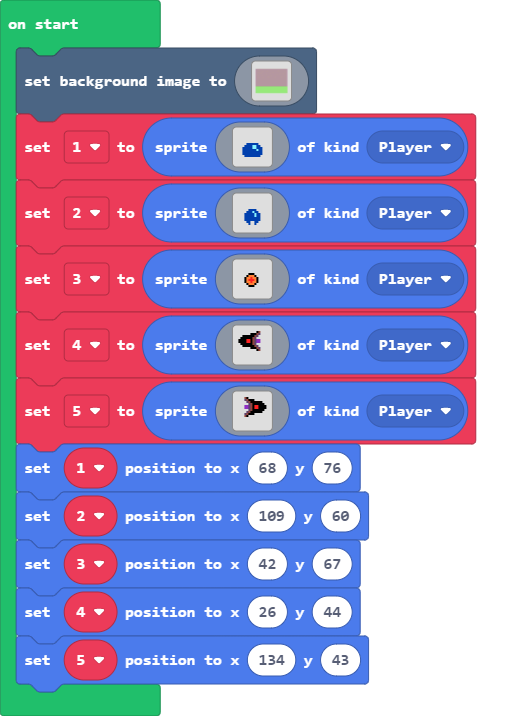 on start
set background image to
set 1 to sprite of kind Player
set 2 to sprite of kind Player
set 3 to sprite of kind Player
set 4 to sprite of kind Player
set 5 to sprite of kind Player
set 1 position to x 68 y 76
set 2 position to x 109 y 60
set 3 position to x 42 y 67
set 4 position to x 26 y 44
set 5 position to x 134 y 43